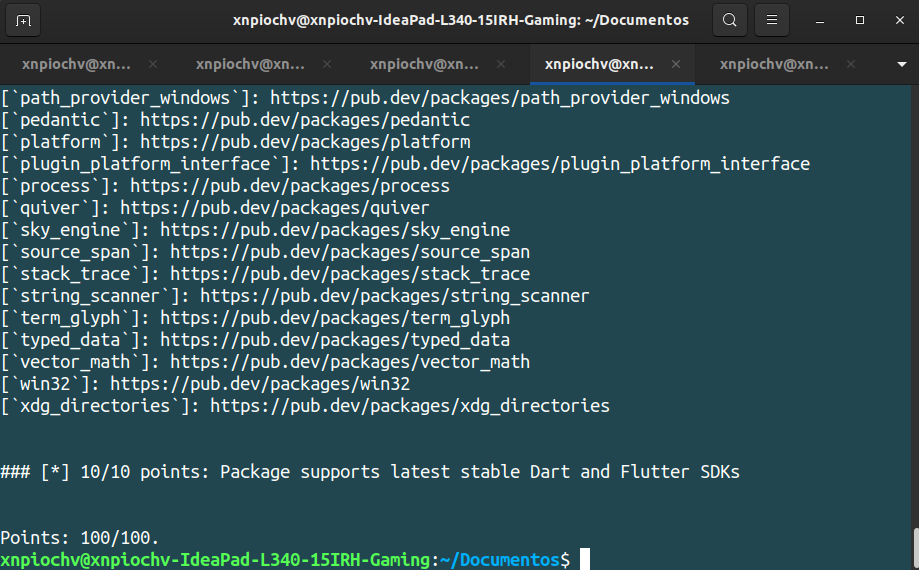 xnpiochv@xnpiochv-IdeaPad-L340-15IRH-Gaming: ~/Documentos
xnpiochv@xn... xnpiochv@xn... xnpiochv@xn... xnpiochv@xn... xnpiochv@xn...
[`path_provider_windows`]: https://pub.dev/packages/path_provider_windows
[`pedantic`]: https://pub.dev/packages/pedantic
[`platform`]: https://pub.dev/packages/platform
[`plugin_platform_interface`]: https://pub.dev/packages/plugin_platform_interface
[`process`]: https://pub.dev/packages/process
[`quiver`]: https://pub.dev/packages/quiver
[`sky_engine`]: https://pub.dev/packages/sky_engine
[`source_span`]: https://pub.dev/packages/source_span
[`stack_trace`]: https://pub.dev/packages/stack_trace
[`string_scanner`]: https://pub.dev/packages/string_scanner
[`term_glyph`]: https://pub.dev/packages/term_glyph
[`typed_data`]: https://pub.dev/packages/typed_data
[`vector_math`]: https://pub.dev/packages/vector_math
[`win32`]: https://pub.dev/packages/win32
[`xdg_directories`]: https://pub.dev/packages/xdg_directories
### [*] 10/10 points: Package supports latest stable Dart and Flutter SDKs
Points: 100/100.
xnpiochv@xnpiochv-IdeaPad-L340-15IRH-Gaming:~/Documentos$